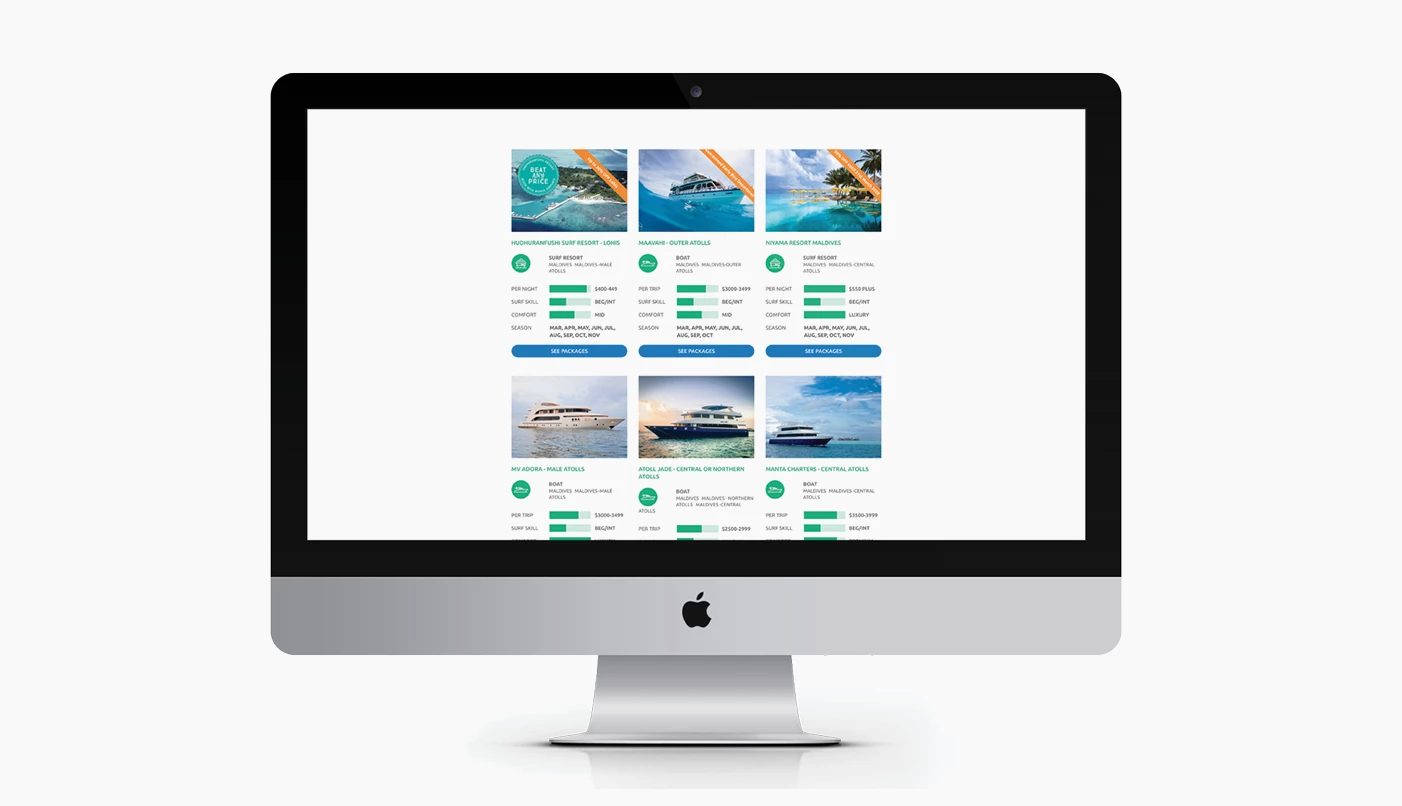 BEAT
ANY
PRICE
HUDHURANFUSHI SURF RESORT - LOHIS
SURF RESORT
MALDIVES MALDIVES-MALÉ
ATOLLS
PER NIGHT $400-449
SURF SKILL BEG/INT
COMFORT MID
SEASON MAR, APR, MAY, JUN, JUL,
AUG, SEP, OCT, NOV
SEE PACKAGES
MAAVAHI - OUTER ATOLLS
BOAT
MALDIVES MALDIVES-OUTER
ATOLLS
PER TRIP $3000-3499
SURF SKILL BEG/INT
COMFORT MID
SEASON MAR, APR, MAY, JUN, JUL,
AUG, SEP, OCT
SEE PACKAGES
NIYAMA RESORT MALDIVES
SURF RESORT
MALDIVES MALDIVES-CENTRAL
ATOLLS
PER NIGHT $550 PLUS
SURF SKILL BEG/INT
COMFORT LUXURY
SEASON MAR, APR, MAY, JUN, JUL,
AUG, SEP, OCT, NOV
SEE PACKAGES
MV ADORA - MALE ATOLLS
BOAT
MALDIVES MALDIVES-MALÉ
ATOLLS
PER TRIP $3000-3499
SURF SKILL BEG/INT
ATOLL JADE - CENTRAL OR NORTHERN
ATOLLS
BOAT
MALDIVES MALDIVES- NORTHERN
ATOLLS MALDIVES-CENTRAL
ATOLLS
PER TRIP $2500-2999
MANTA CHARTERS - CENTRAL ATOLLS
BOAT
MALDIVES MALDIVES-CENTRAL
ATOLLS
PER TRIP $3500-3999
SURF SKILL BEG/INT